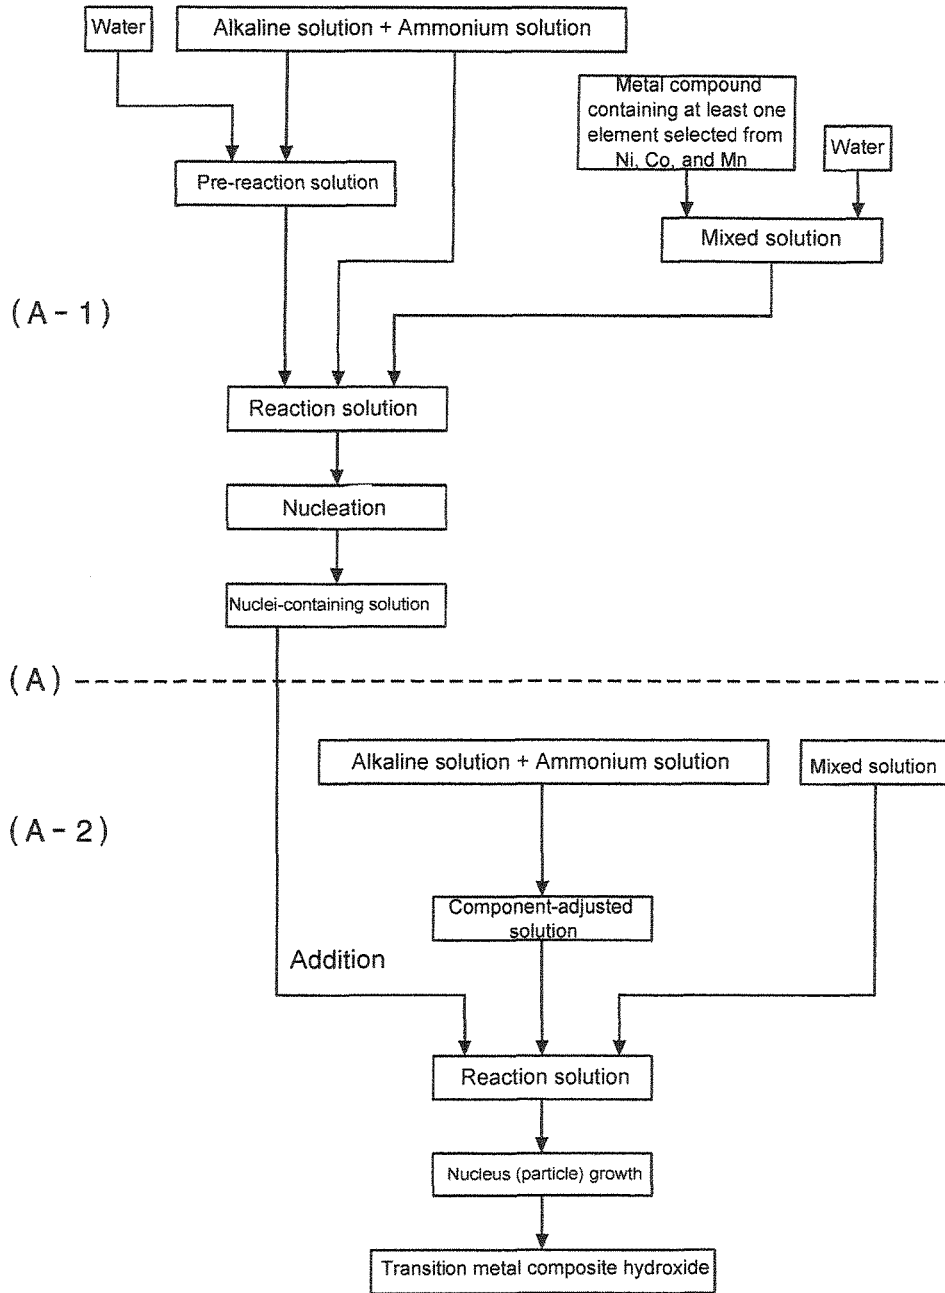 Water
Alkaline solution + Ammonium solution
Metal compound
containing at least one
element selected from
Ni, Co, and Mn
Water
Pre-reaction solution
Mixed solution
(A-1)
Reaction solution
Nucleation
Nuclei-containing solution
(A)
Alkaline solution + Ammonium solution
Mixed solution
(A-2)
Component-adjusted
solution
Addition
Reaction solution
Nucleus (particle) growth
Transition metal composite hydroxide